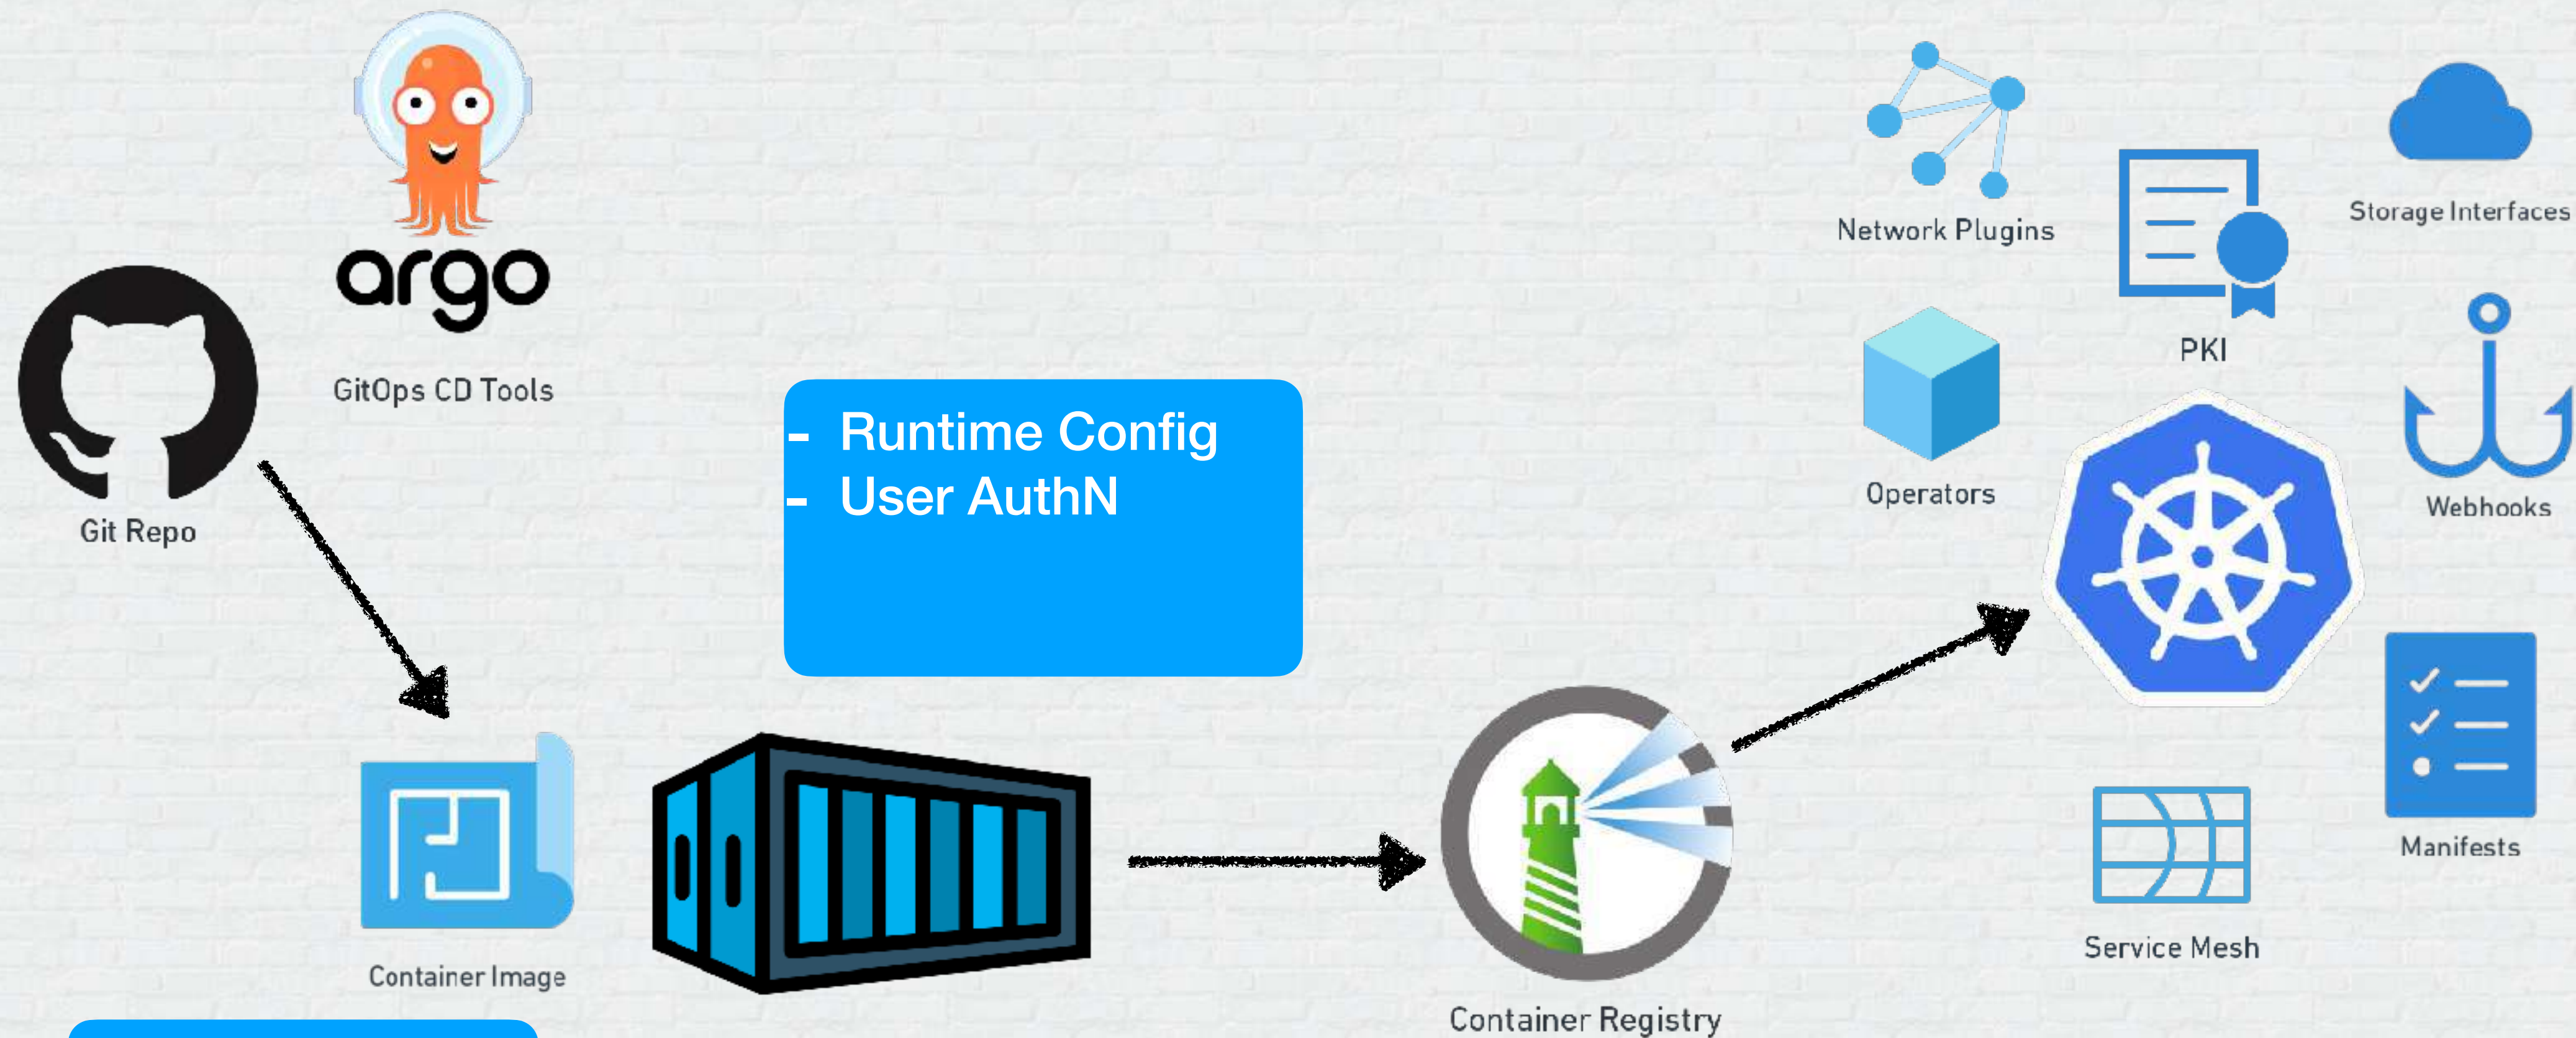 argo
GitOps CD Tools
Git Repo
- Runtime Config
- User AuthN
Container Image
Container Registry
Network Plugins
Storage Interfaces
PKI
Operators
Webhooks
Manifests
Service Mesh